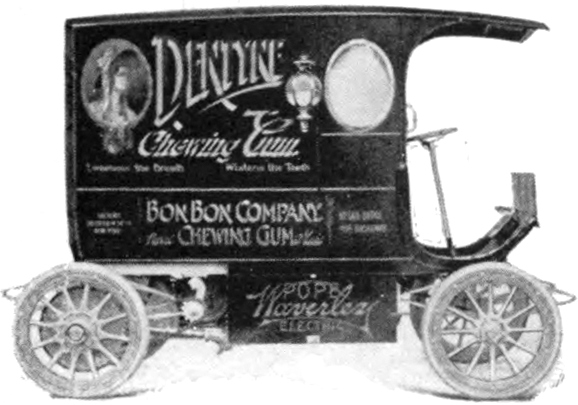 DENTYNE
Chewing Gum
Sweetens the Breath Whitens the Teeth
BON BON COMPANY
CHEWING GUM
POPE
Waverley
ELECTRIC